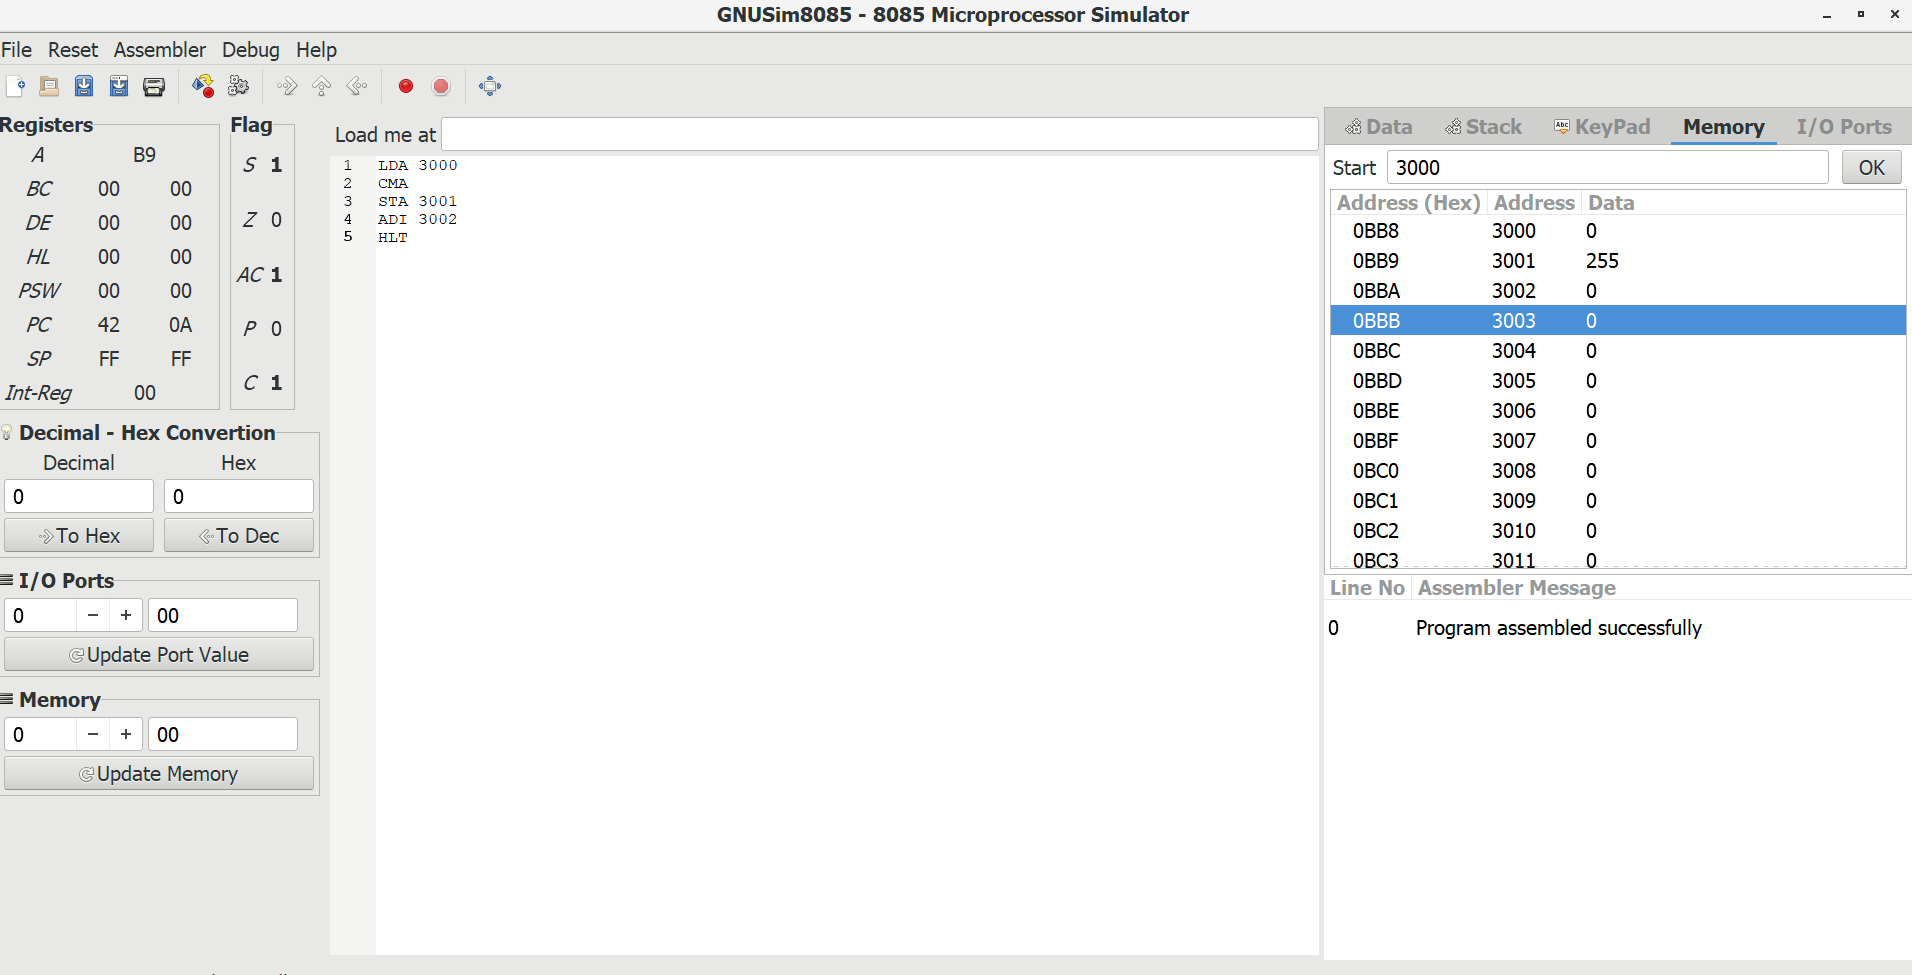 GNUSim8085 - 8085 Microprocessor Simulator
File Reset Assembler Debug Help
Registers
A B9
BC 00 00
DE 00 00
HL 00 00
PSW 00 00
PC 42 0A
SP FF FF
Int-Reg 00
Flag
S 1
Z 0
AC 1
P 0
C 1
Decimal - Hex Convertion
Decimal Hex
0 0
To Hex To Dec
I/O Ports
0 − + 00
Update Port Value
Memory
0 − + 00
Update Memory
Load me at
1 LDA 3000
2 CMA
3 STA 3001
4 ADI 3002
5 HLT
Data Stack Abc KeyPad Memory I/O Ports
Start 3000 OK
Address (Hex) Address Data
0BB8 3000 0
0BB9 3001 255
0BBA 3002 0
0BBB 3003 0
0BBC 3004 0
0BBD 3005 0
0BBE 3006 0
0BBF 3007 0
0BC0 3008 0
0BC1 3009 0
0BC2 3010 0
0BC3 3011 0
Line No Assembler Message
0 Program assembled successfully